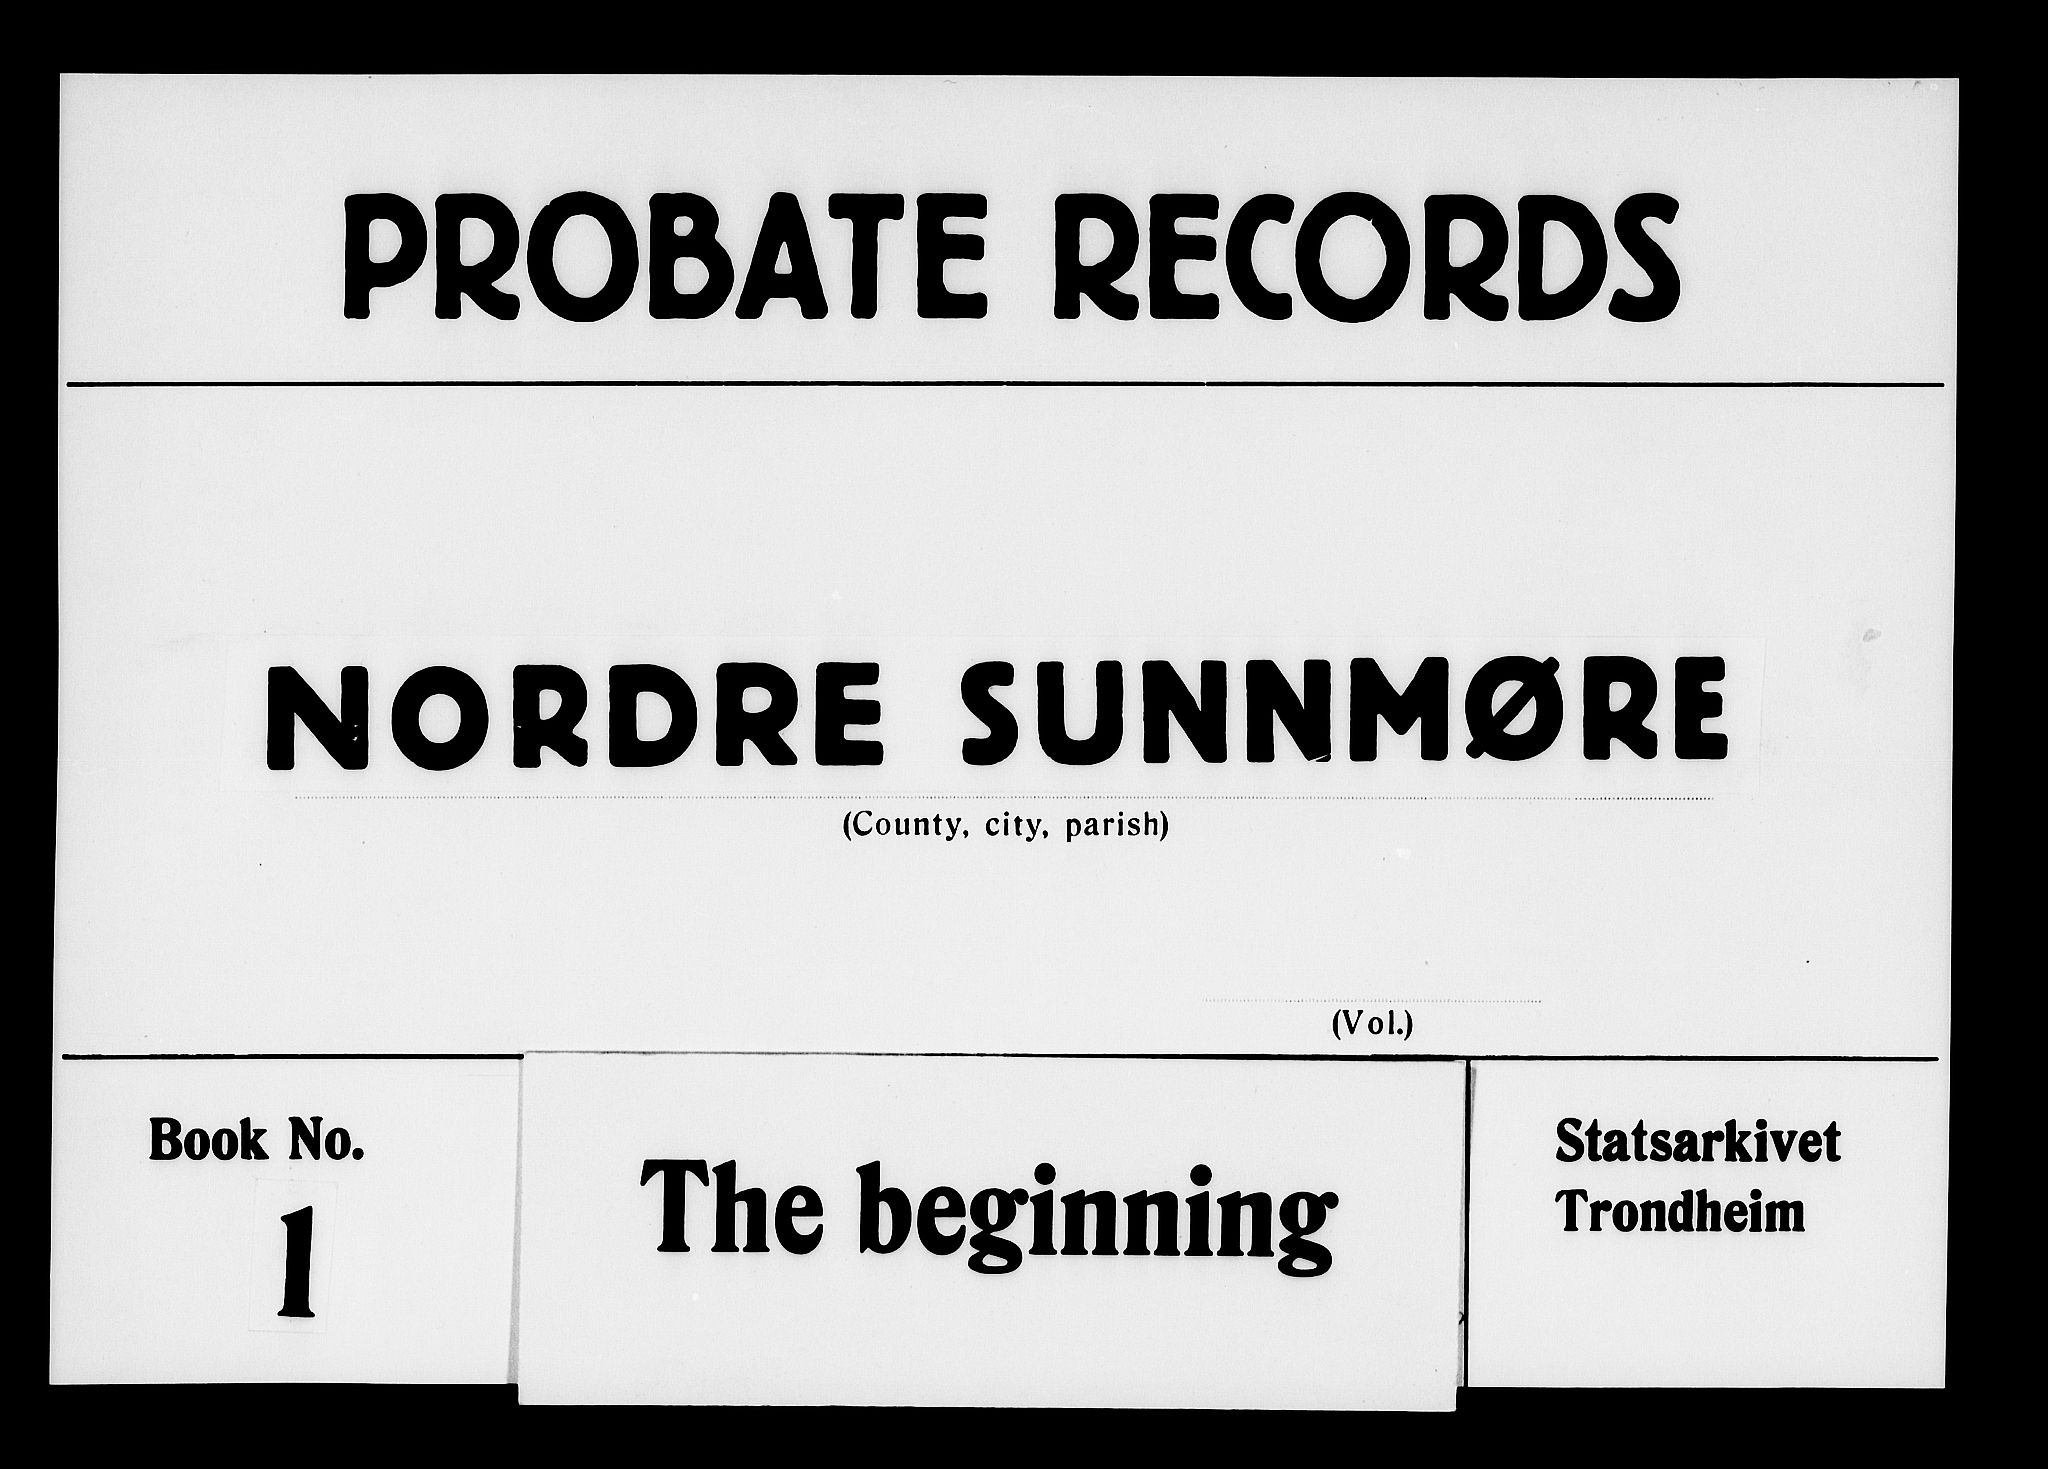 PROBATE RECORDS
NORDRE SUNNMØRE
(County, city, parish)
(Vol.)
Book No.
1
The beginning
Statsarkivet
Trondheim